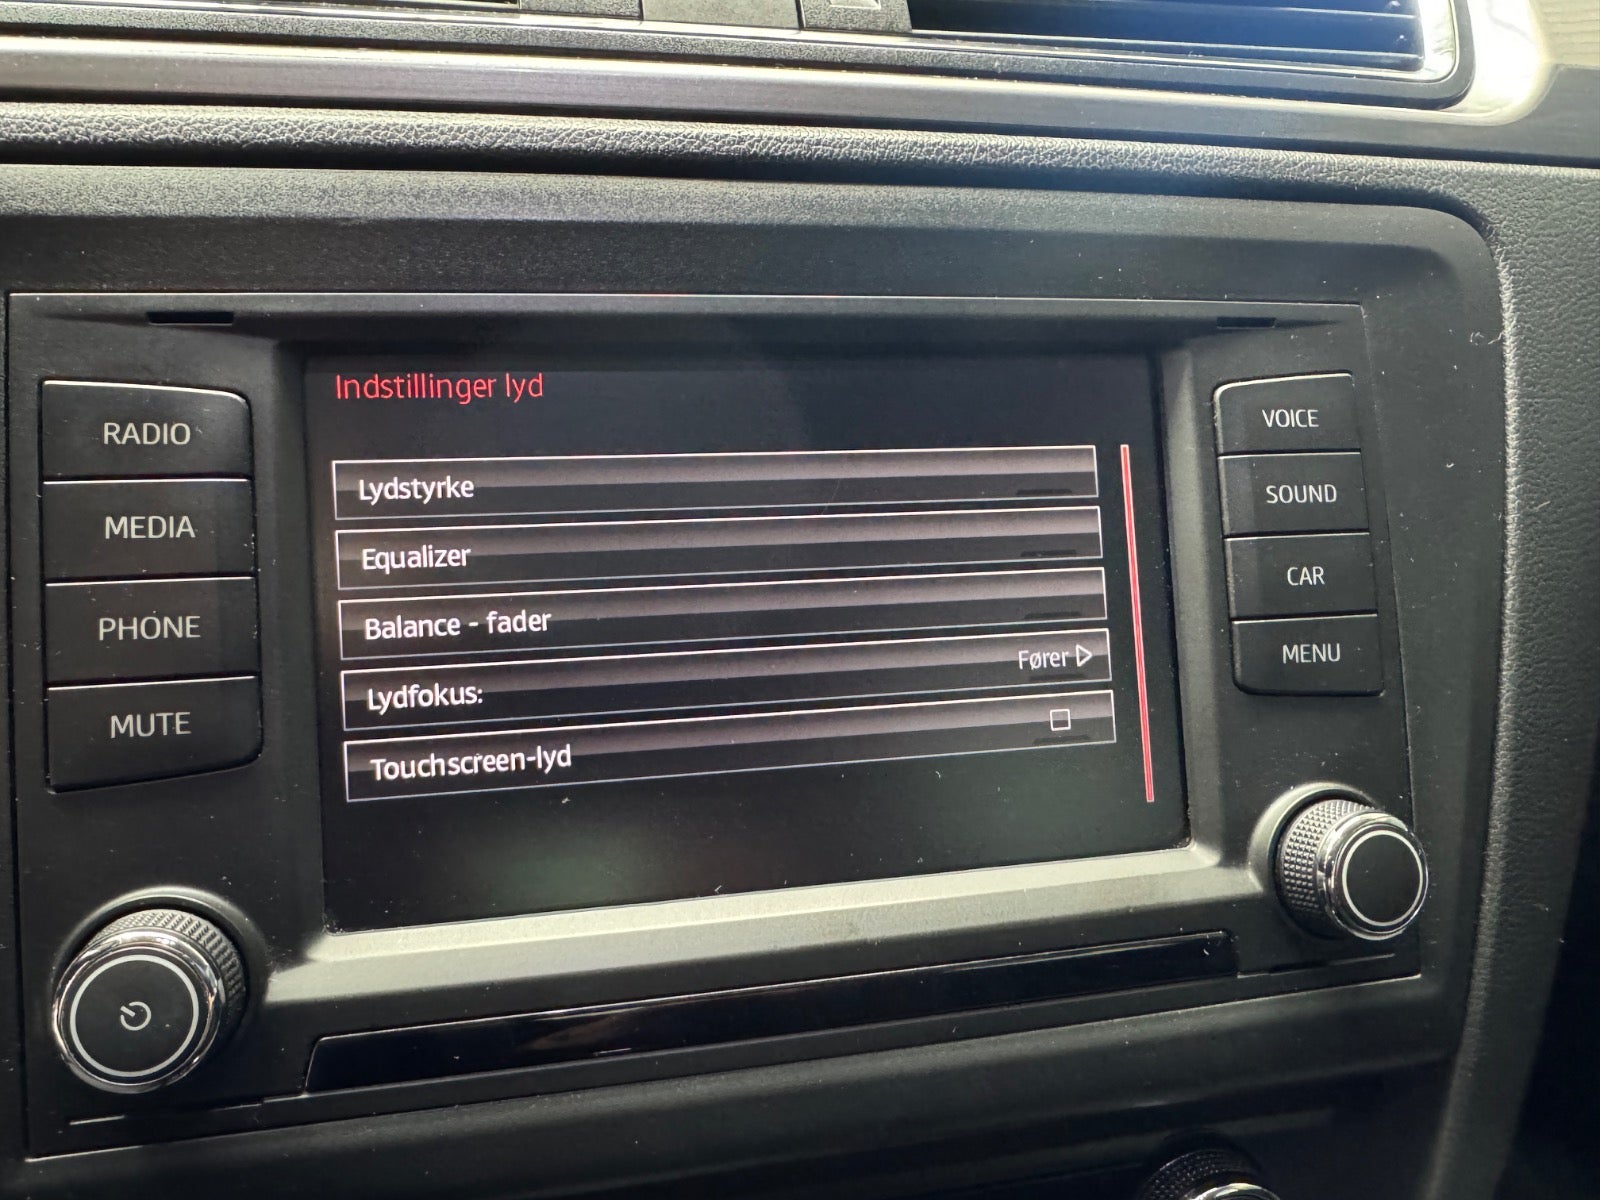 Indstillinger lyd
Lydstyrke
Equalizer
Balance - fader
Lydfokus: Fører
Touchscreen-lyd
RADIO
MEDIA
PHONE
MUTE
VOICE
SOUND
CAR
MENU